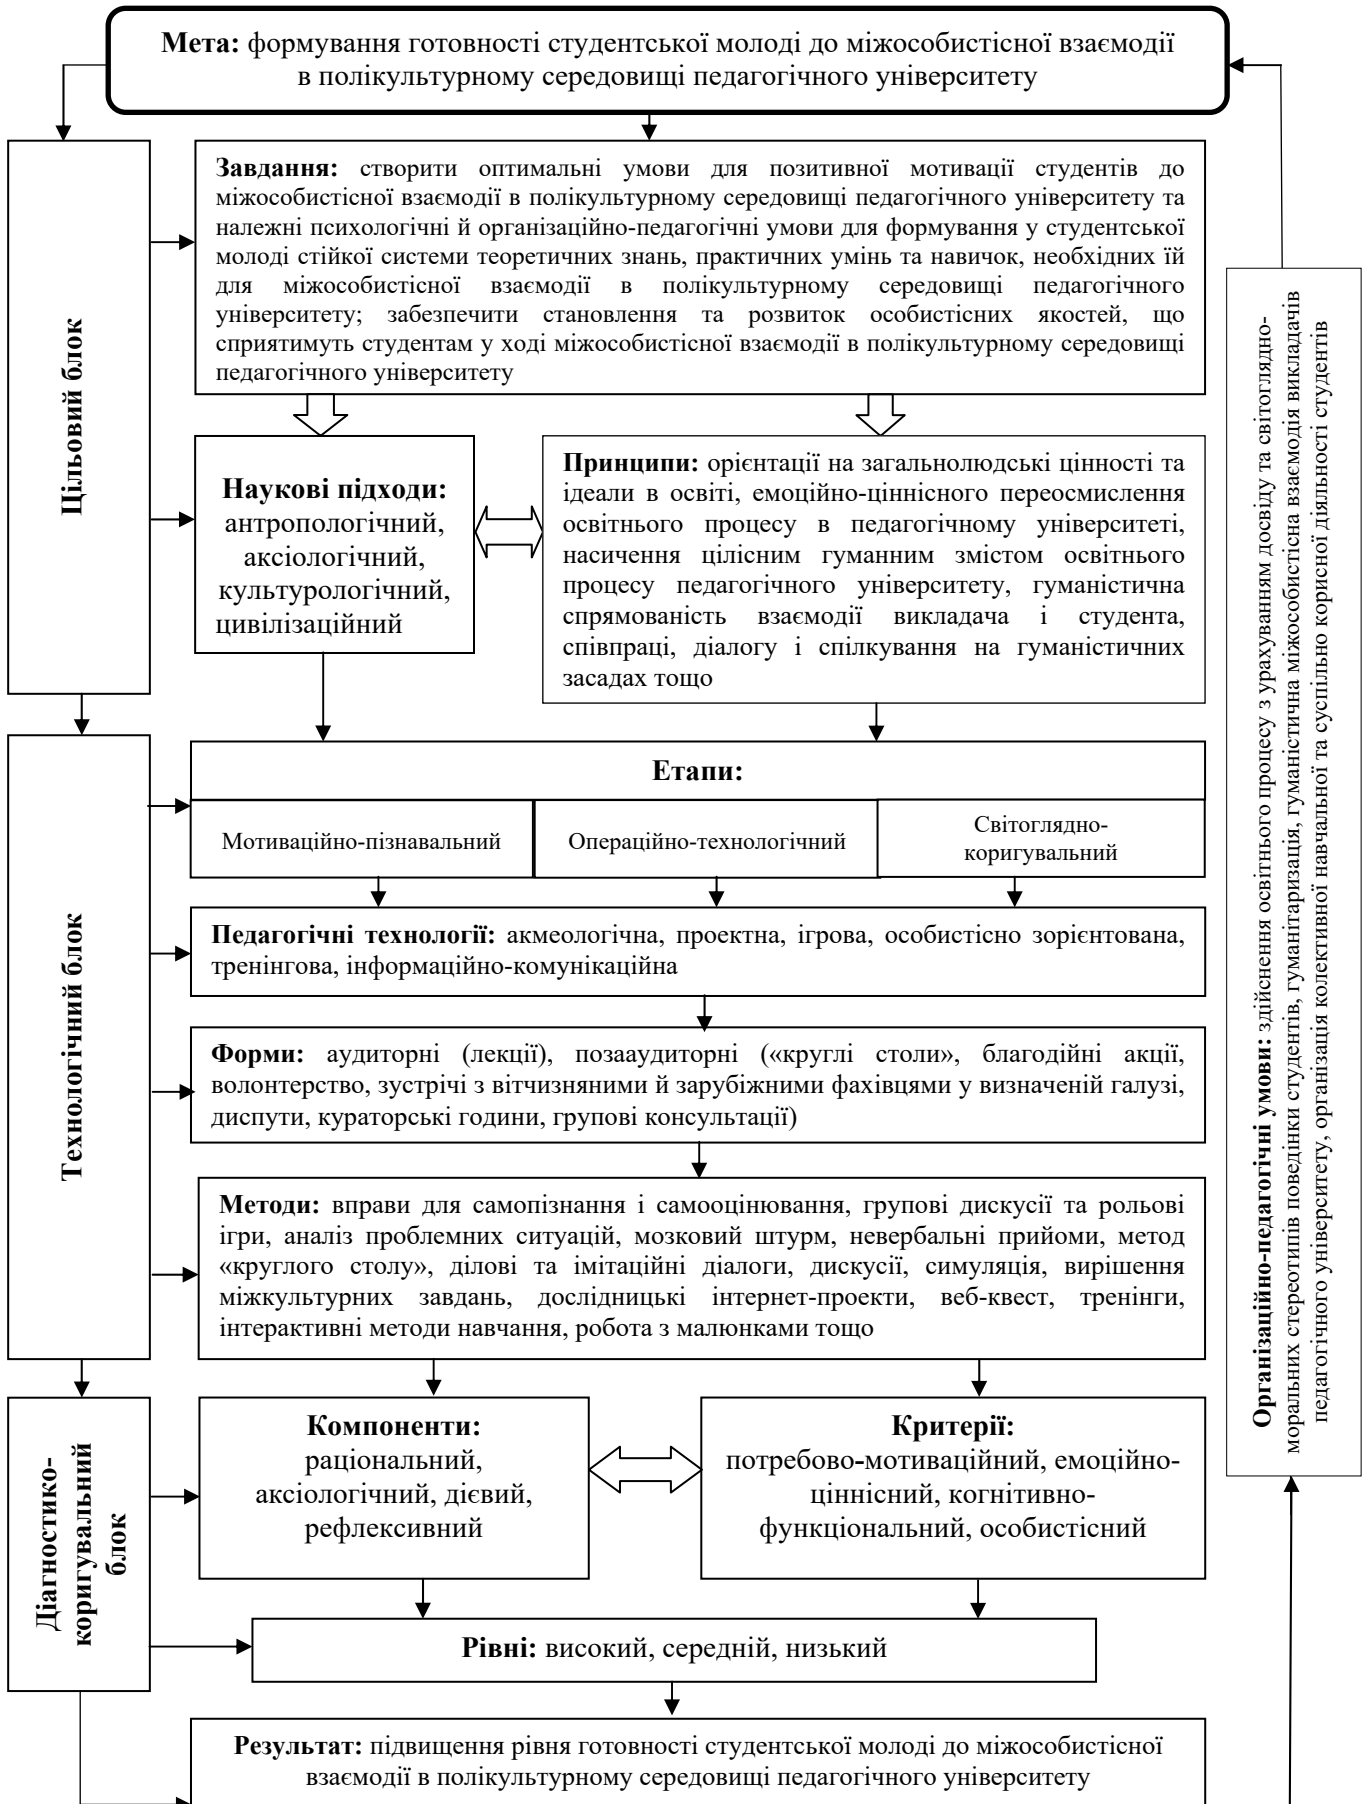 Мета: формування готовності студентської молоді до міжособистісної взаємодії
в полікультурному середовищі педагогічного університету
Цільовий блок
Завдання: створити оптимальні умови для позитивної мотивації студентів до
міжособистісної взаємодії в полікультурному середовищі педагогічного університету та
належні психологічні й організаційно-педагогічні умови для формування у студентської
молоді стійкої системи теоретичних знань, практичних умінь та навичок, необхідних їй
для міжособистісної взаємодії в полікультурному середовищі педагогічного
університету; забезпечити становлення та розвиток особистісних якостей, що
сприятимуть студентам у ході міжособистісної взаємодії в полікультурному середовищі
педагогічного університету
Наукові підходи:
антропологічний,
аксіологічний,
культурологічний,
цивілізаційний
Принципи: орієнтації на загальнолюдські цінності та
ідеали в освіті, емоційно-ціннісного переосмислення
освітнього процесу в педагогічному університеті,
насичення цілісним гуманним змістом освітнього
процесу педагогічного університету, гуманістична
спрямованість взаємодії викладача і студента,
співпраці, діалогу і спілкування на гуманістичних
засадах тощо
Технологічний блок
Етапи:
Мотиваційно-пізнавальний
Операційно-технологічний
Світоглядно-
коригувальний
Педагогічні технології: акмеологічна, проектна, ігрова, особистісно зорієнтована,
тренінгова, інформаційно-комунікаційна
Форми: аудиторні (лекції), позааудиторні («круглі столи», благодійні акції,
волонтерство, зустрічі з вітчизняними й зарубіжними фахівцями у визначеній галузі,
диспути, кураторські години, групові консультації)
Методи: вправи для самопізнання і самооцінювання, групові дискусії та рольові
ігри, аналіз проблемних ситуацій, мозковий штурм, невербальні прийоми, метод
«круглого столу», ділові та імітаційні діалоги, дискусії, симуляція, вирішення
міжкультурних завдань, дослідницькі інтернет-проекти, веб-квест, тренінги,
інтерактивні методи навчання, робота з малюнками тощо
Діагностико-
коригувальний
блок
Компоненти:
раціональний,
аксіологічний, дієвий,
рефлексивний
Критерії:
потребово-мотиваційний, емоційно-
ціннісний, когнітивно-
функціональний, особистісний
Рівні: високий, середній, низький
Результат: підвищення рівня готовності студентської молоді до міжособистісної
взаємодії в полікультурному середовищі педагогічного університету
Організаційно-педагогічні умови: здійснення освітнього процесу з урахуванням досвіду та світоглядно-
моральних стереотипів поведінки студентів, гуманітаризація, гуманістична міжособистісна взаємодія викладачів
педагогічного університету, організація колективної навчальної та суспільно корисної діяльності студентів